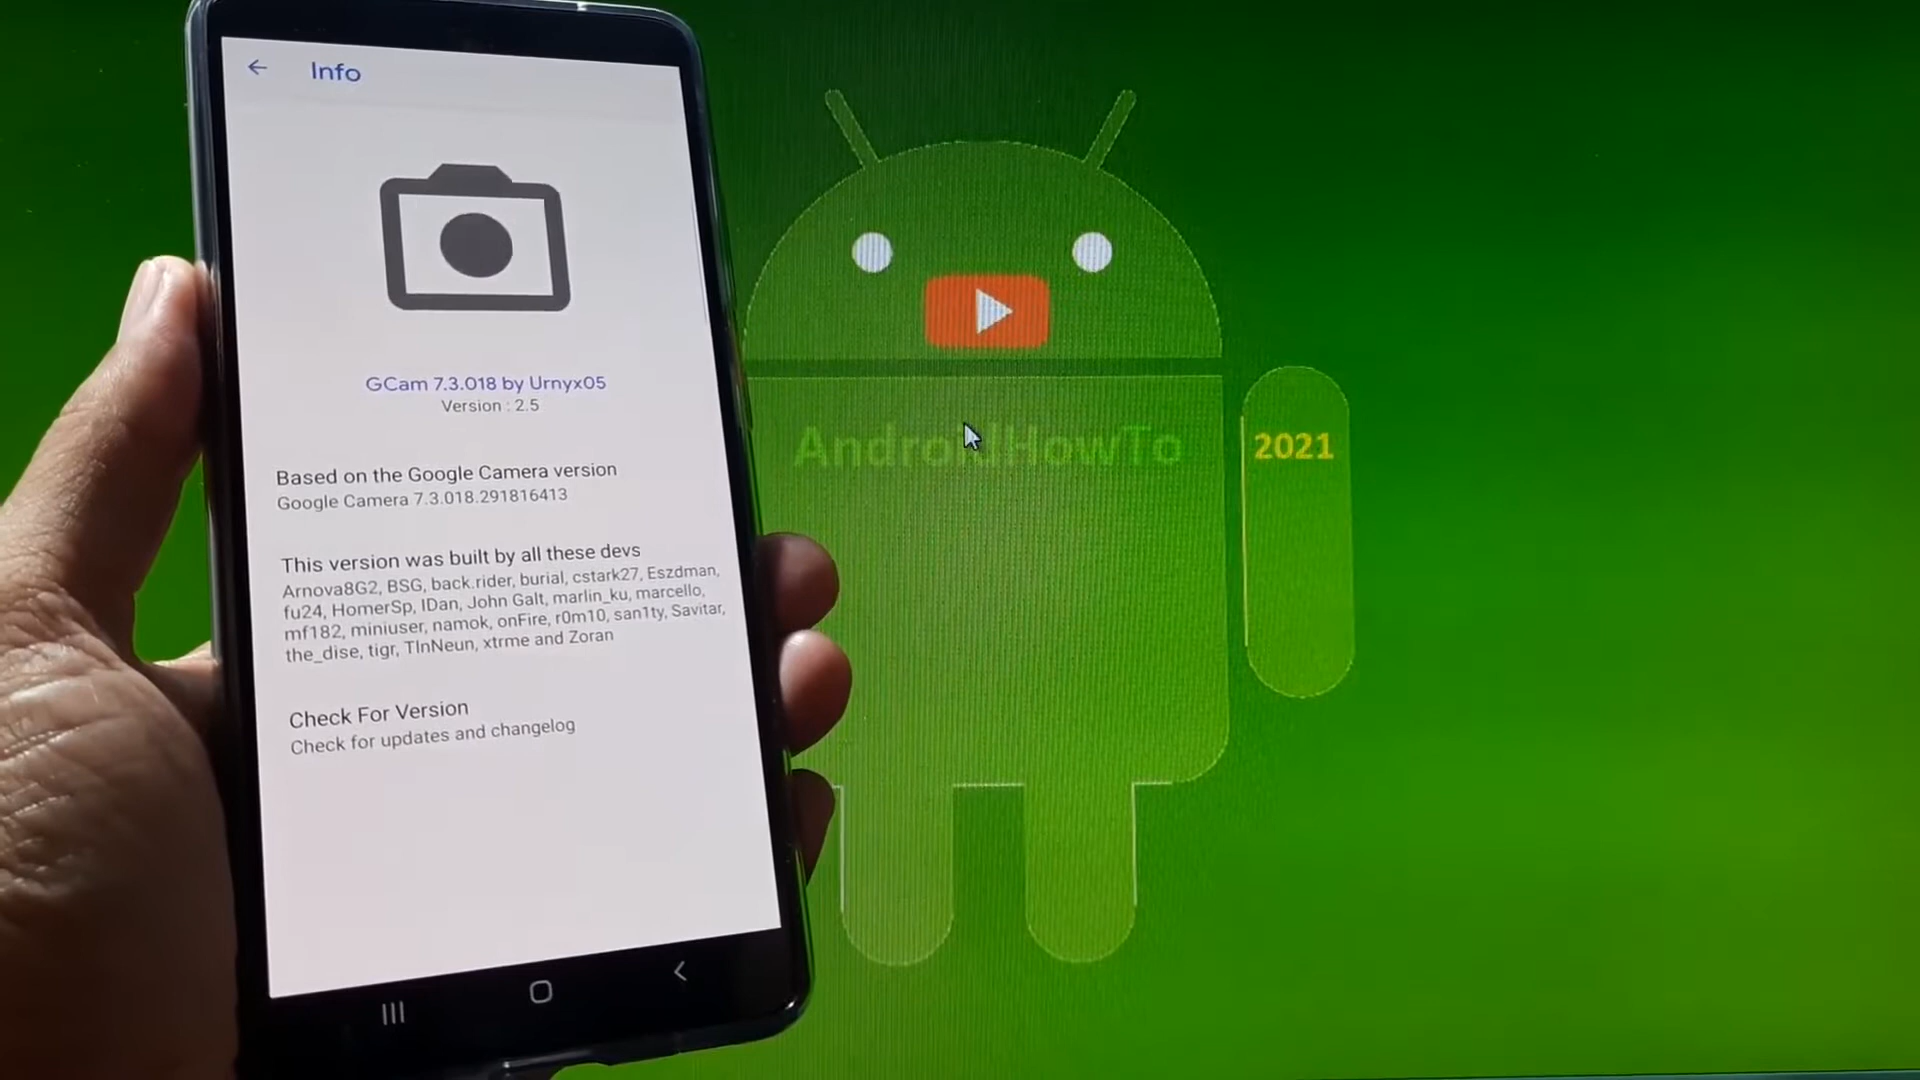 Info
GCam 7.3.018 by Urnyx05
Version : 2.5
Based on the Google Camera version
Google Camera 7.3.018.291816413
This version was built by all these devs
Arnova8G2, BSG, back.rider, burial, cstark27, Eszdman,
fu24, HomerSp, IDan, John Galt, marlin_ku, marcello,
mf182, miniuser, namok, onFire, r0m10, san1ty, Savitar,
the_dise, tigr, TlnNeun, xtrme and Zoran
Check For Version
Check for updates and changelog
AndroidHowTo
2021